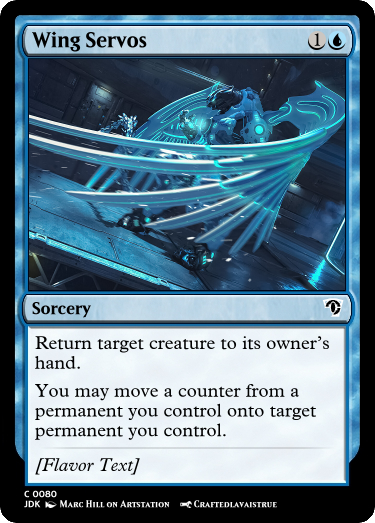 Wing Servos 1
Sorcery
Return target creature to its owner's
hand.
You may move a counter from a
permanent you control onto target
permanent you control.
[Flavor Text]
C 0080
JDK Marc Hill on Artstation Craftedlavaistrue